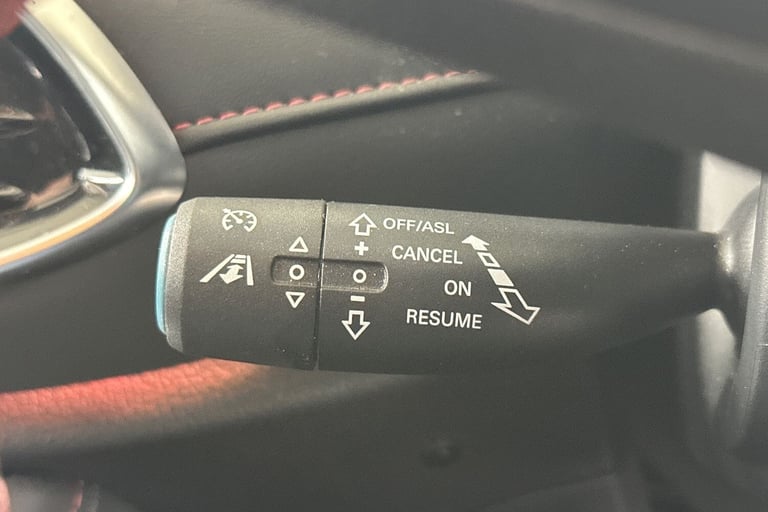 OFF/ASL
+
CANCEL
ON
−
RESUME